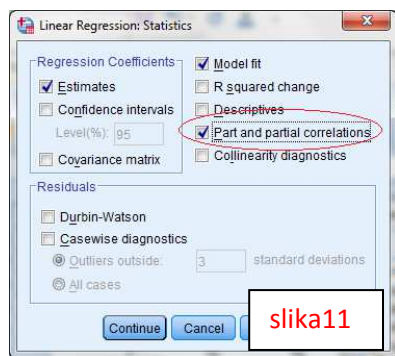 Linear Regression: Statistics
Regression Coefficients
Estimates
Confidence intervals
Level(%): 95
Covariance matrix
Model fit
R squared change
Descriptives
Part and partial correlations
Collinearity diagnostics
Residuals
Durbin-Watson
Casewise diagnostics
Outliers outside: 3 standard deviations
All cases
Continue Cancel
slika11